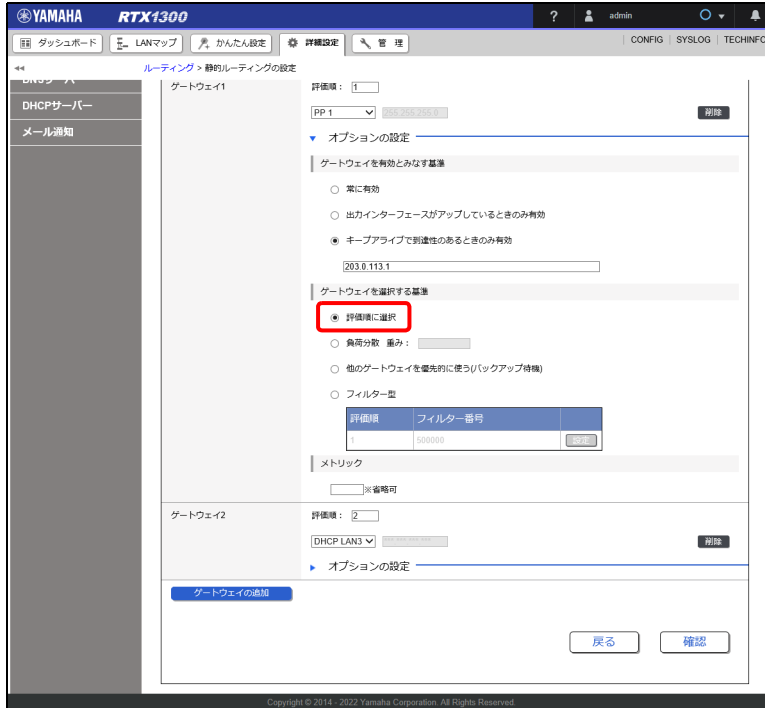 YAMAHA RTX1300 ? admin
ダッシュボード LANマップ かんたん設定 詳細設定 管 理 CONFIG SYSLOG TECHINFO
ルーティング > 静的ルーティングの設定
DHCPサーバー
メール通知
ゲートウェイ1 評価順： 1
PP 1 255.255.255.0 削除
オプションの設定
ゲートウェイを有効とみなす基準
常に有効
出力インターフェースがアップしているときのみ有効
キープアライブで到達性のあるときのみ有効
203.0.113.1
ゲートウェイを選択する基準
評価順に選択
負荷分散 重み：
他のゲートウェイを優先的に使う(バックアップ待機)
フィルター型
評価順 フィルター番号
1 500000 設定
メトリック
※省略可
ゲートウェイ2 評価順： 2
DHCP LAN3 ***.***.***.*** 削除
オプションの設定
ゲートウェイの追加
戻る 確認
Copyright © 2014 - 2022 Yamaha Corporation. All Rights Reserved.